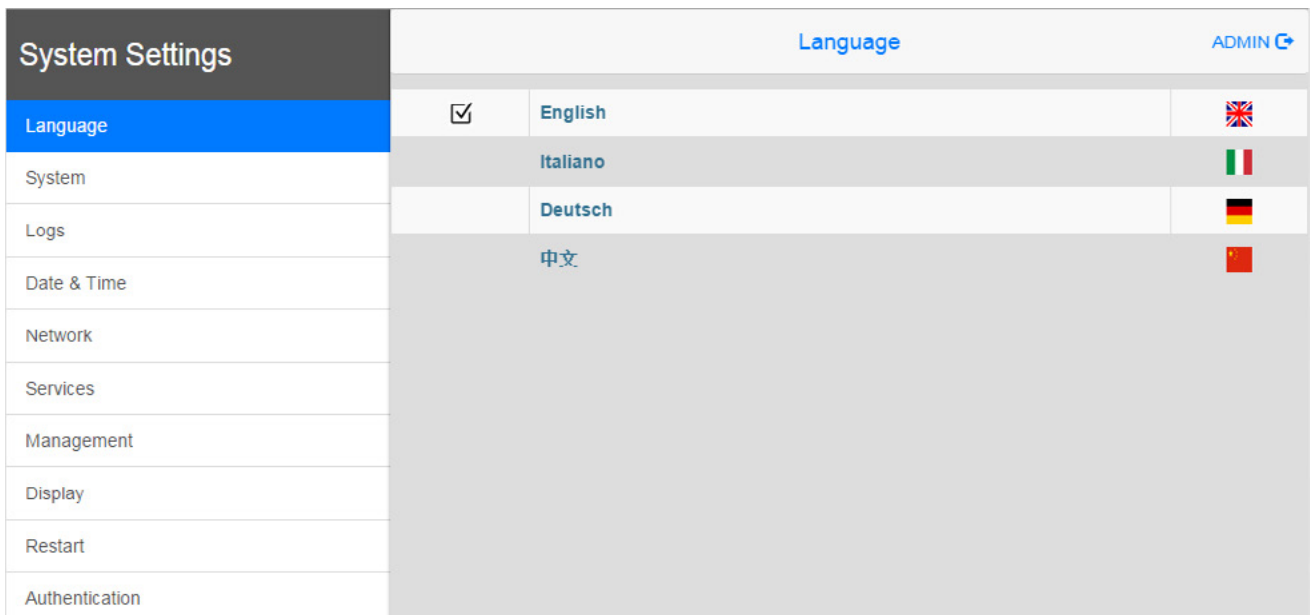 System Settings
Language
System
Logs
Date & Time
Network
Services
Management
Display
Restart
Authentication
Language
ADMIN
English
Italiano
Deutsch
中文